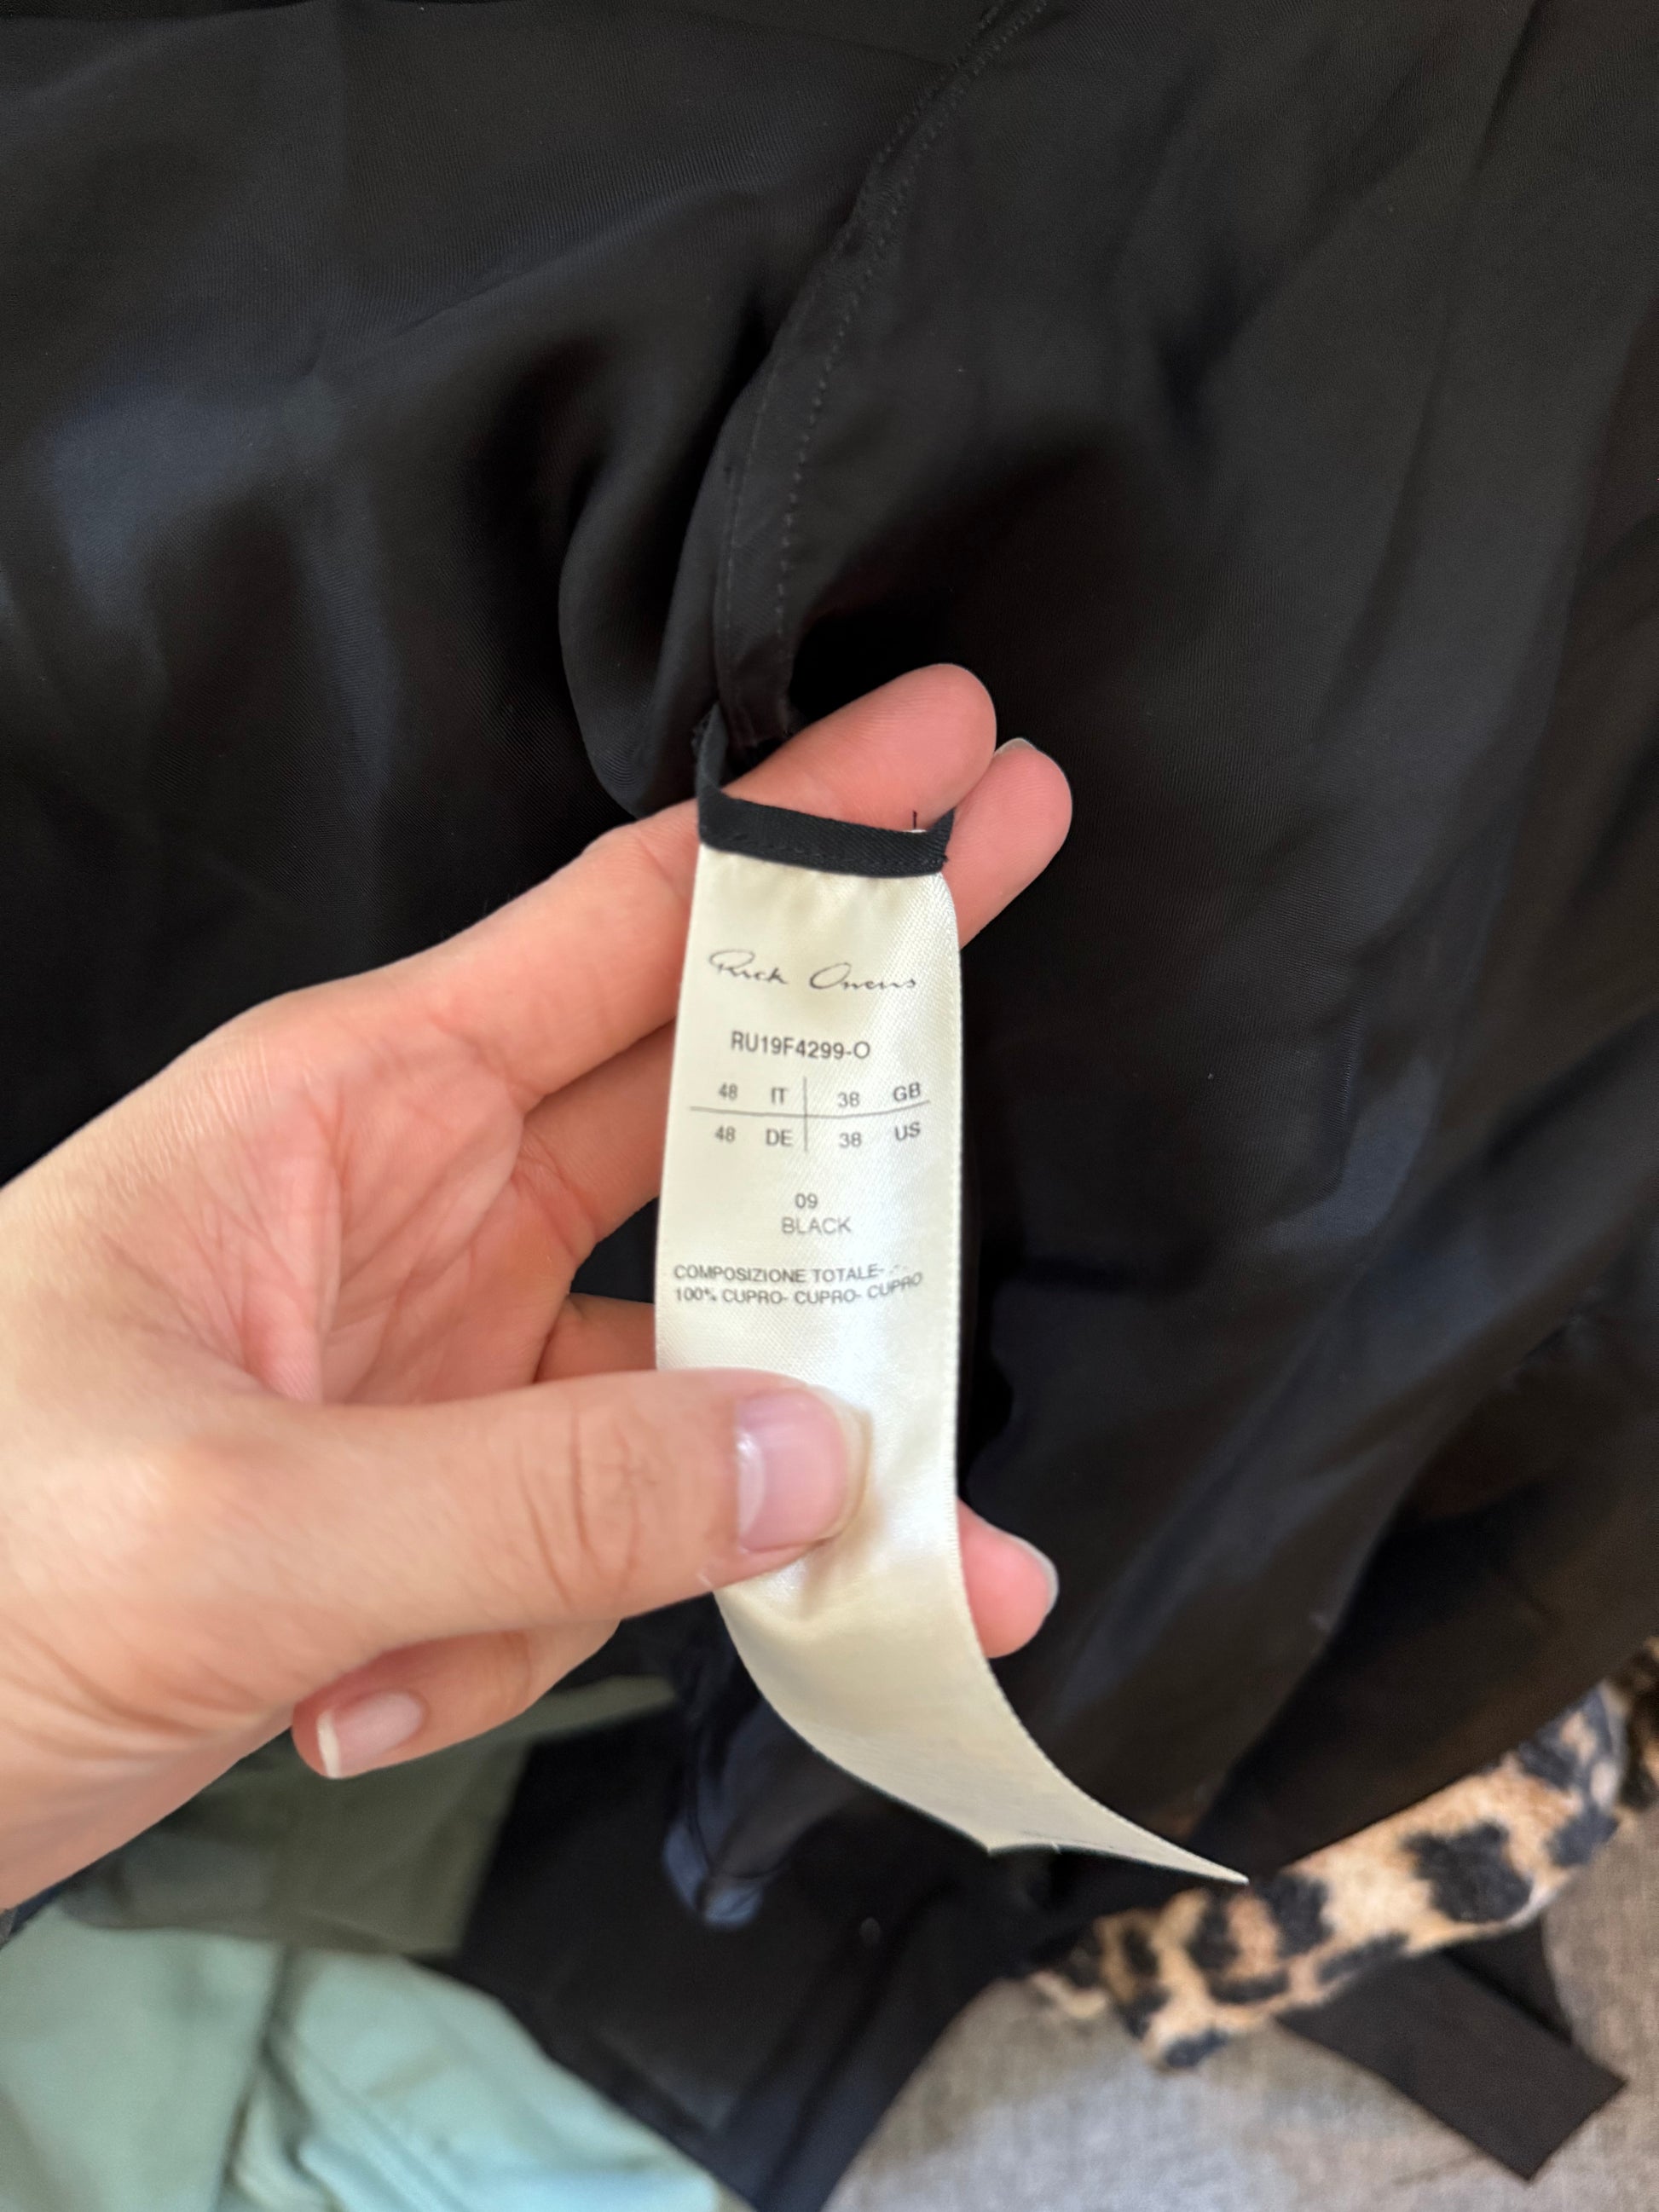 Rick Owens
RU19F4299-O
48 IT 38 GB
48 DE 38 US
09
BLACK
COMPOSIZIONE TOTALE- -
100% CUPRO- CUPRO- CUPRO